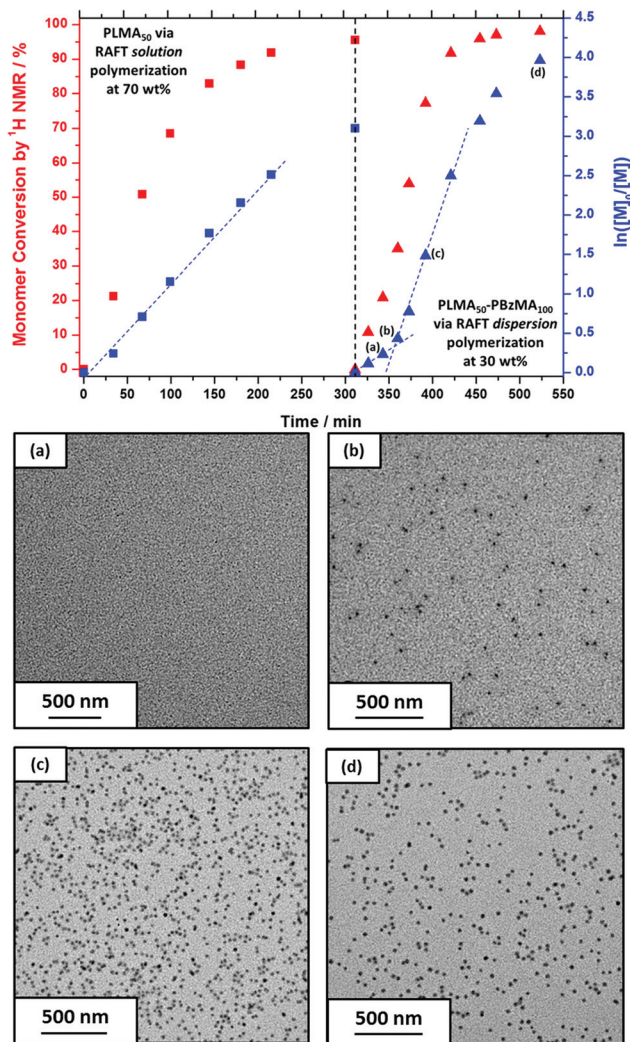 PLMA₅₀ via
RAFT solution
polymerization
at 70 wt%
Monomer Conversion by ¹H NMR / %
100
90
80
70
60
50
40
30
20
10
0
0 50 100 150 200 250 300 350 400 450 500 550
Time / min
4.5
4.0
3.5
3.0
2.5
2.0
1.5
1.0
0.5
0.0
ln([M]₀/[M])
(a)
(b)
(c)
(d)
PLMA₅₀-PBzMA₁₀₀
via RAFT dispersion
polymerization
at 30 wt%
(a)
500 nm
(b)
500 nm
(c)
500 nm
(d)
500 nm